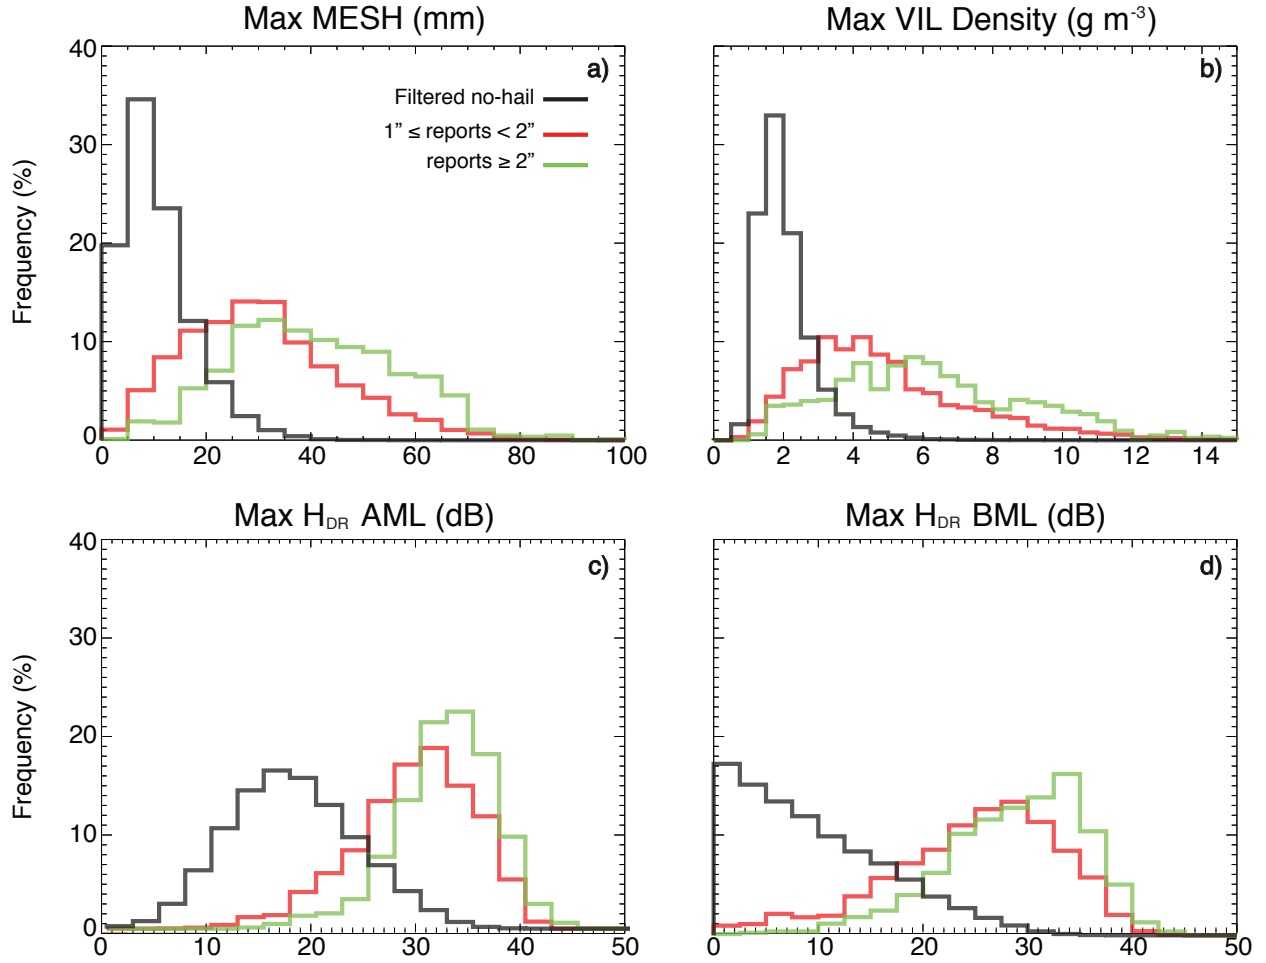 Max MESH (mm)
Max VIL Density (g m⁻³)
40
30
20
10
0
Frequency (%)
a)
Filtered no-hail
1” ≤ reports < 2”
reports ≥ 2”
0 20 40 60 80 100
b)
0 2 4 6 8 10 12 14
Max H_DR AML (dB)
Max H_DR BML (dB)
40
30
20
10
0
Frequency (%)
c)
0 10 20 30 40 50
d)
0 10 20 30 40 50